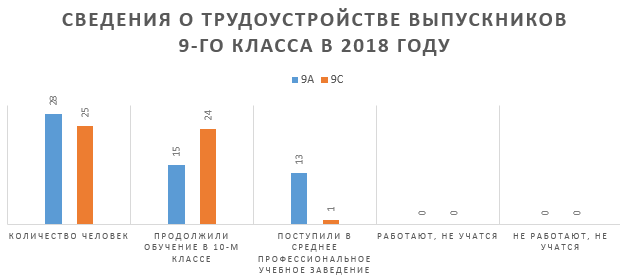 СВЕДЕНИЯ О ТРУДОУСТРОЙСТВЕ ВЫПУСКНИКОВ
9-ГО КЛАССА В 2018 ГОДУ
9А 9С
28 25 15 24 13 1 0 0 0 0
КОЛИЧЕСТВО ЧЕЛОВЕК
ПРОДОЛЖИЛИ
ОБУЧЕНИЕ В 10-М
КЛАССЕ
ПОСТУПИЛИ В
СРЕДНЕЕ
ПРОФЕССИОНАЛЬНОЕ
УЧЕБНОЕ ЗАВЕДЕНИЕ
РАБОТАЮТ, НЕ УЧАТСЯ
НЕ РАБОТАЮТ, НЕ
УЧАТСЯ